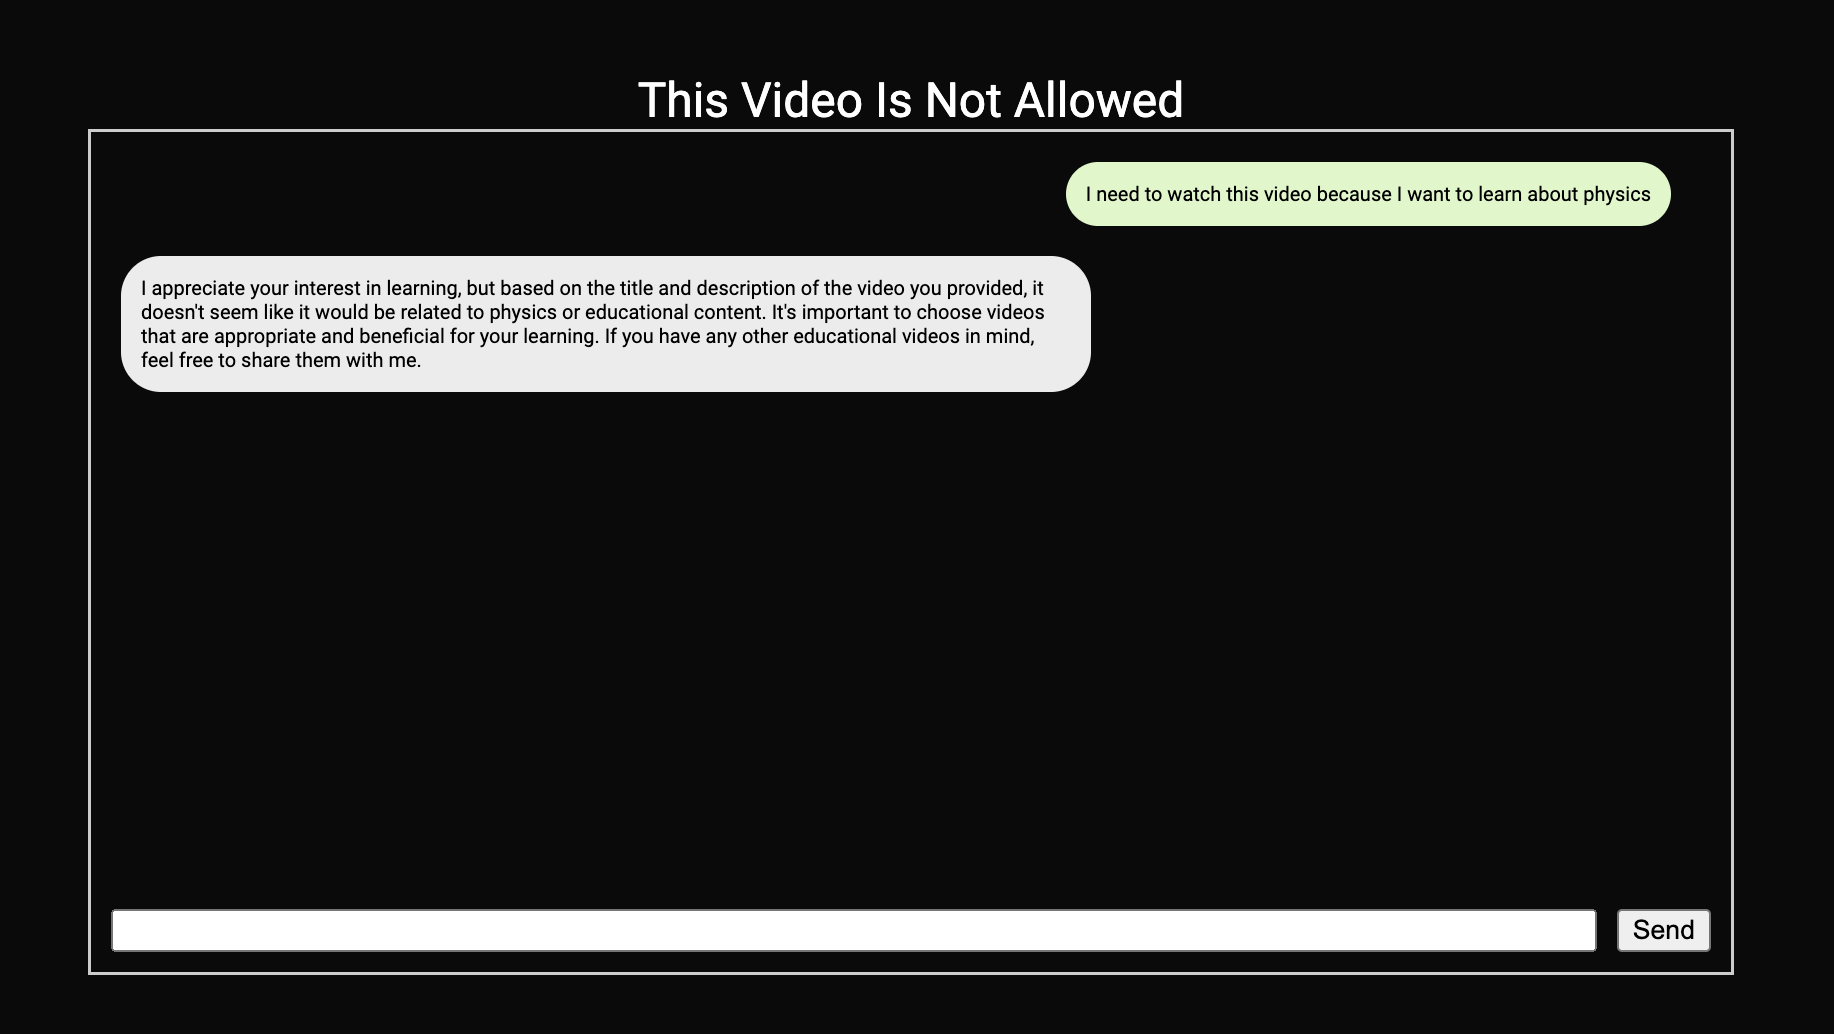 This Video Is Not Allowed
I need to watch this video because I want to learn about physics
I appreciate your interest in learning, but based on the title and description of the video you provided, it
doesn't seem like it would be related to physics or educational content. It's important to choose videos
that are appropriate and beneficial for your learning. If you have any other educational videos in mind,
feel free to share them with me.
Send